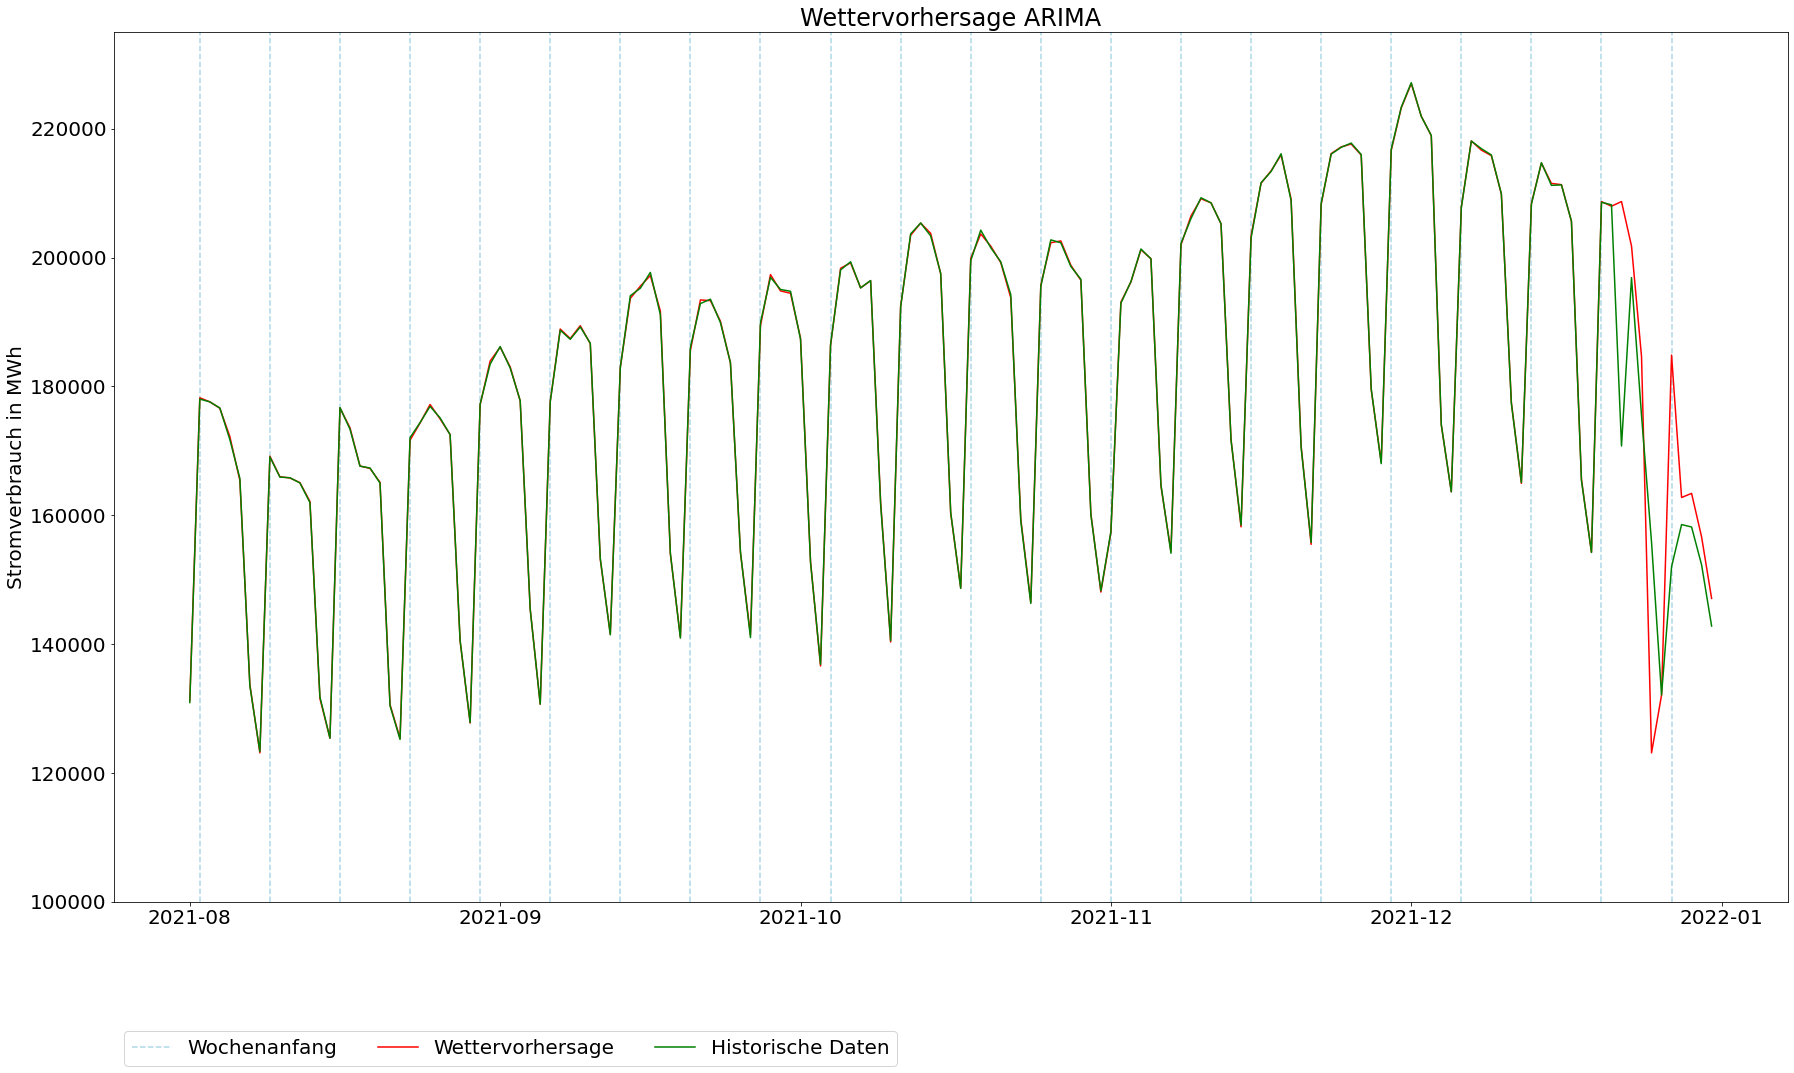 Wettervorhersage ARIMA
Stromverbrauch in MWh
220000
200000
180000
160000
140000
120000
100000
2021-08 2021-09 2021-10 2021-11 2021-12 2022-01
Wochenanfang Wettervorhersage Historische Daten